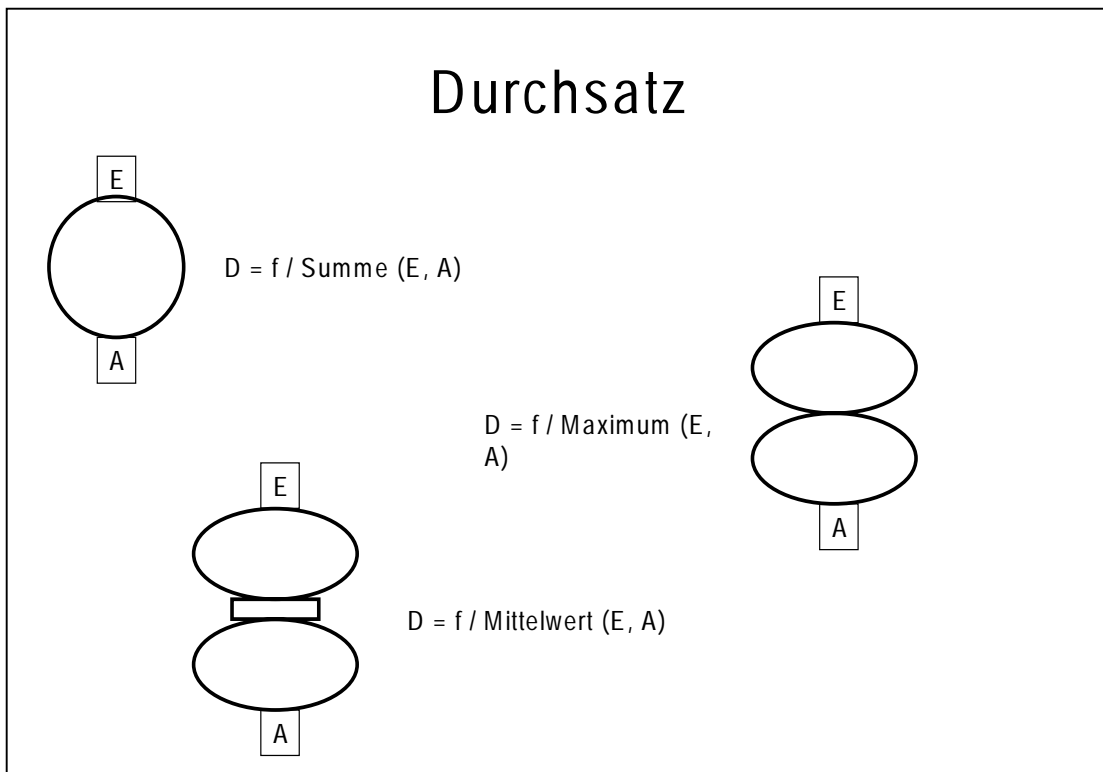 Durchsatz
E
D = f / Summe (E, A)
A
E
D = f / Maximum (E,
A)
A
E
D = f / Mittelwert (E, A)
A